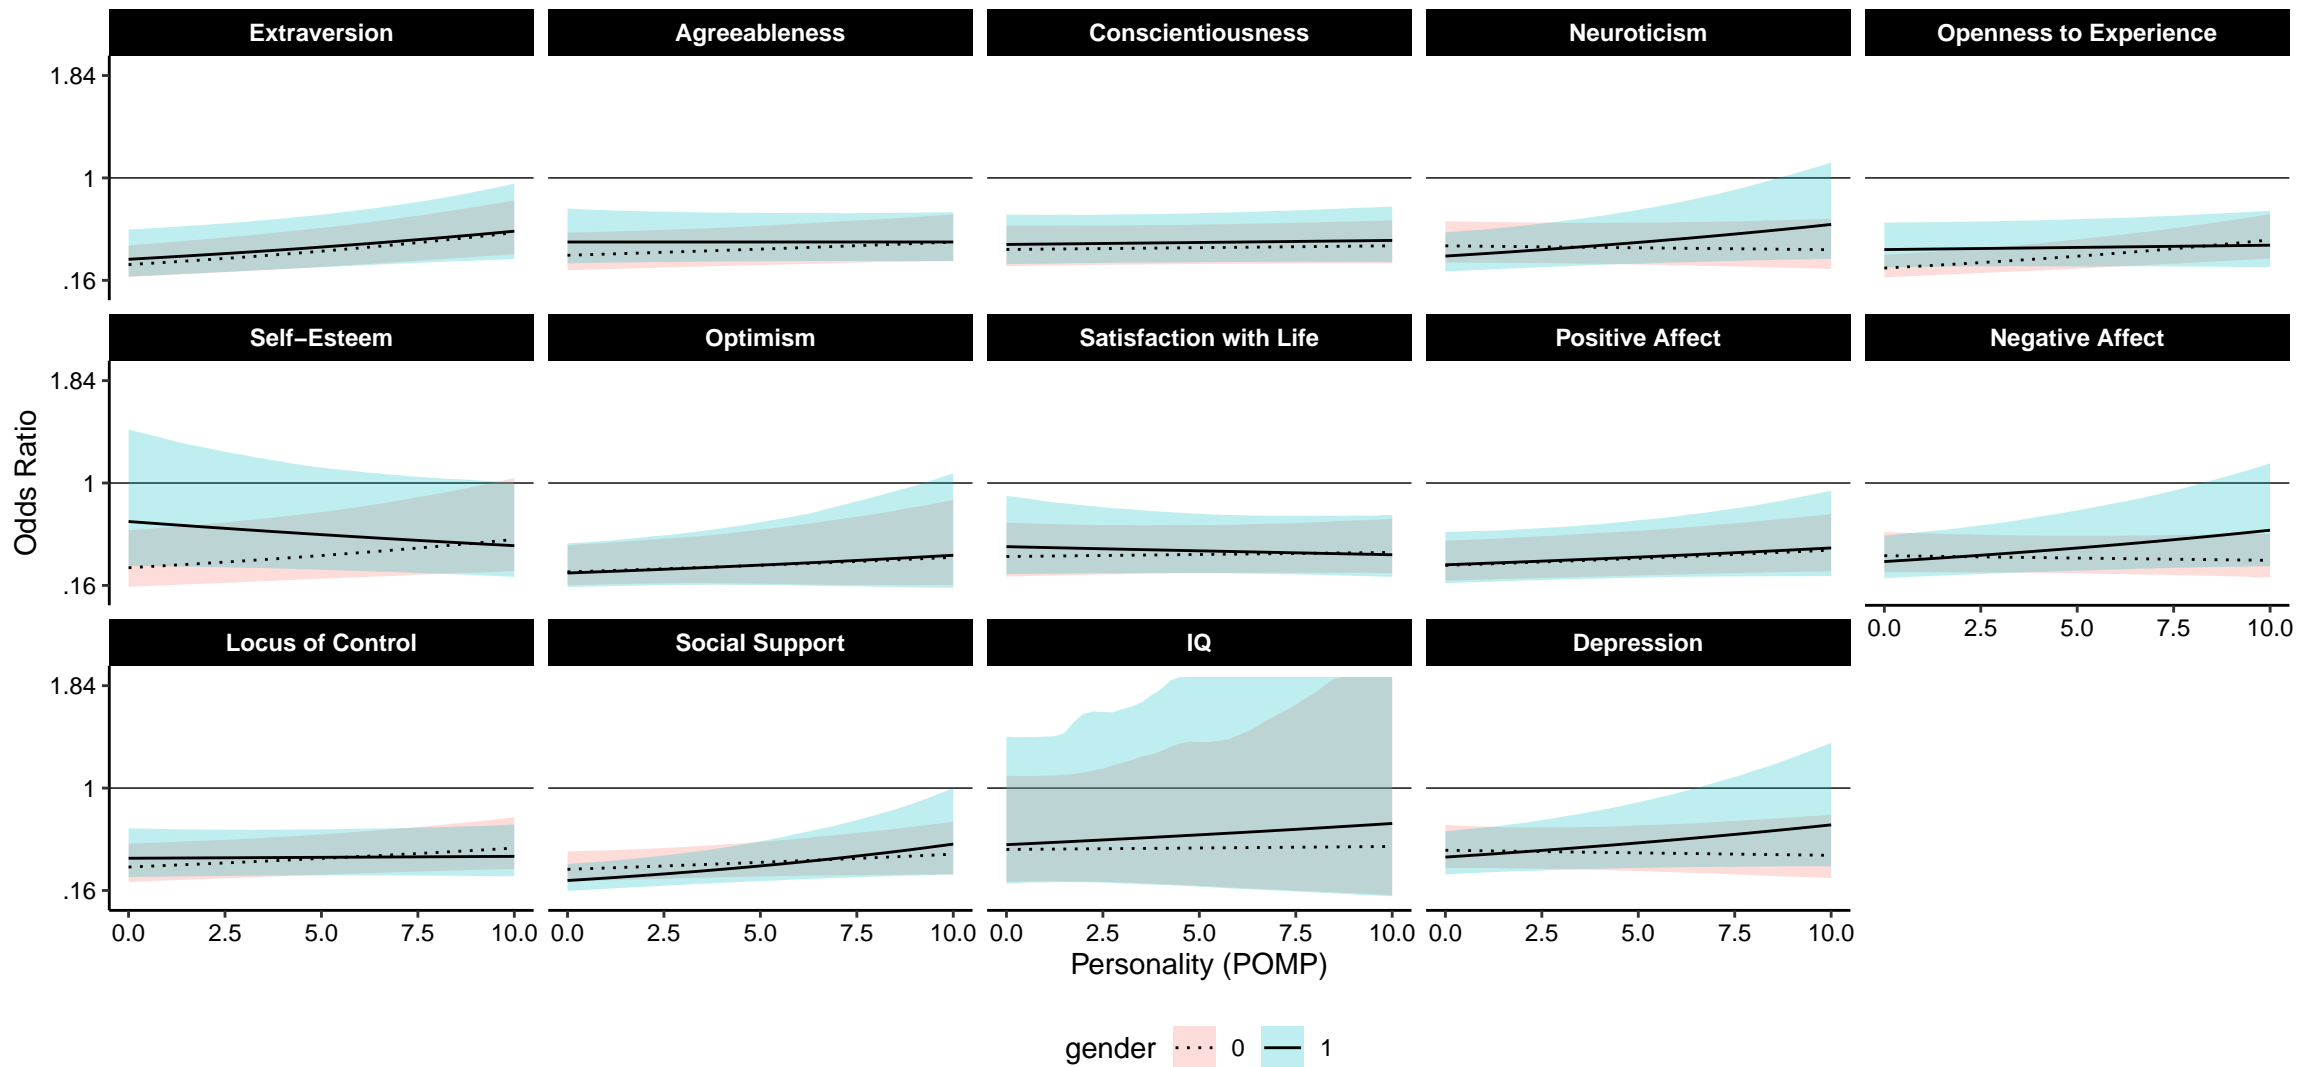 Extraversion Agreeableness Conscientiousness Neuroticism Openness to Experience
1.84
1
.16
Self−Esteem Optimism Satisfaction with Life Positive Affect Negative Affect
1.84
1
.16
0.0 2.5 5.0 7.5 10.0
Odds Ratio
Locus of Control Social Support IQ Depression
1.84
1
.16
0.0 2.5 5.0 7.5 10.0 0.0 2.5 5.0 7.5 10.0 0.0 2.5 5.0 7.5 10.0 0.0 2.5 5.0 7.5 10.0
Personality (POMP)
gender 0 1